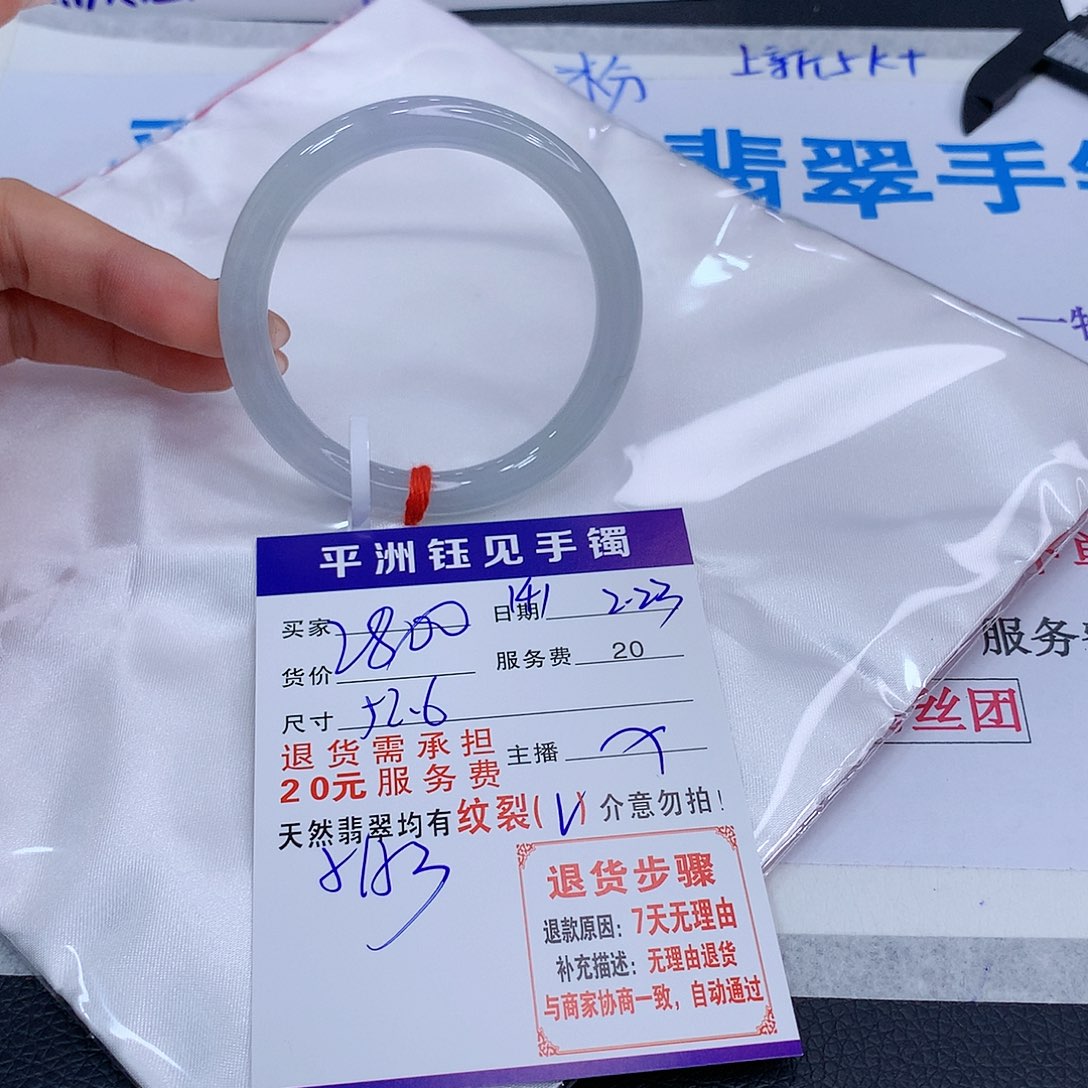 粉
上新5K+
翡翠手
一物
平洲钰见手镯
买家 日期 141 2.23
2800
货价 服务费 20
尺寸 52.6
退货需承担
20元服务费
主播
天然翡翠均有纹裂(V)介意勿拍！
退货步骤
退款原因：7天无理由
补充描述：无理由退货
与商家协商一致，自动通过
服务
丝团